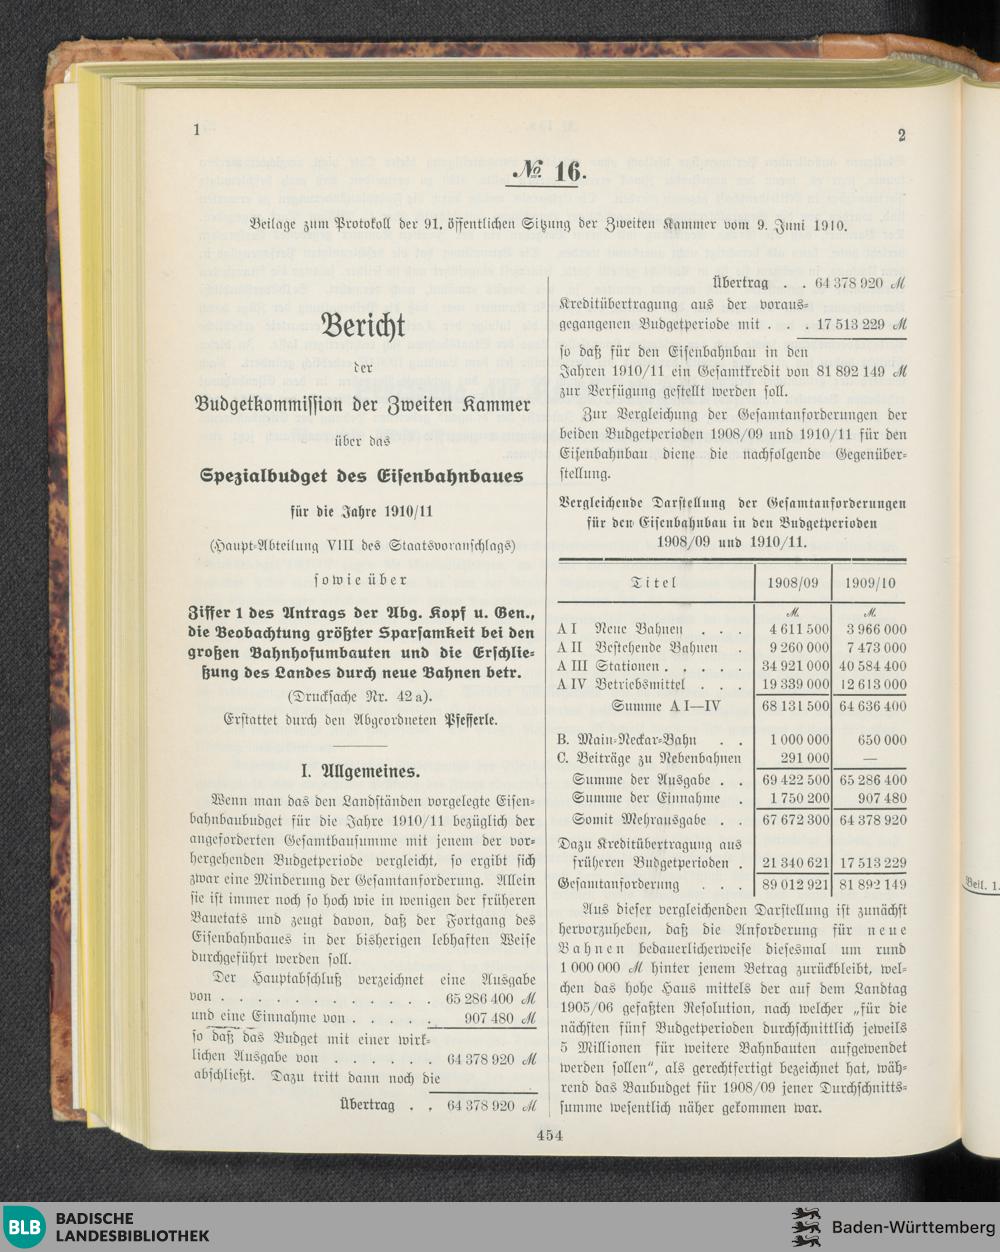 1
2
№ 16.
Beilage zum Protokoll der 91. öffentlichen Sitzung der Zweiten Kammer vom 9. Juni 1910.
Bericht
der
Budgetkommission der Zweiten Kammer
über das
Spezialbudget des Eisenbahnbaues
für die Jahre 1910/11
(Haupt-Abteilung VIII des Staatsvoranschlags)
sowie über
Ziffer 1 des Antrags der Abg. Kopf u. Gen.,
die Beobachtung größter Sparsamkeit bei den
großen Bahnhofumbauten und die Erschlie-
ßung des Landes durch neue Bahnen betr.
(Drucksache Nr. 42a).
Erstattet durch den Abgeordneten Pfefferle.
I. Allgemeines.
Wenn man das den Landständen vorgelegte Eisen-
bahnbaubudget für die Jahre 1910/11 bezüglich der
angeforderten Gesamtbausumme mit jenem der vor-
hergehenden Budgetperiode vergleicht, so ergibt sich
zwar eine Minderung der Gesamtanforderung. Allein
sie ist immer noch so hoch wie in wenigen der früheren
Bauetats und zeugt davon, daß der Fortgang des
Eisenbahnbaues in der bisherigen lebhaften Weise
durchgeführt werden soll.
Der Hauptabschluß verzeichnet eine Ausgabe
von . . . . . . . . . . . . 65 286 400 ℳ
und eine Einnahme von . . . . . 907 480 ℳ
so daß das Budget mit einer wirk-
lichen Ausgabe von . . . . . . 64 378 920 ℳ
abschließt. Dazu tritt dann noch die
Übertrag . . 64 378 920 ℳ
Übertrag . . 64 378 920 ℳ
Kreditübertragung aus der voraus-
gegangenen Budgetperiode mit . . . 17 513 229 ℳ
so daß für den Eisenbahnbau in den
Jahren 1910/11 ein Gesamtkredit von 81 892 149 ℳ
zur Verfügung gestellt werden soll.
Zur Vergleichung der Gesamtanforderungen der
beiden Budgetperioden 1908/09 und 1910/11 für den
Eisenbahnbau diene die nachfolgende Gegenüber-
stellung.
Vergleichende Darstellung der Gesamtanforderungen
für den Eisenbahnbau in den Budgetperioden
1908/09 und 1910/11.
Titel 1908/09 1909/10
ℳ. ℳ.
A I Neue Bahnen . . . 4 611 500 3 966 000
A II Bestehende Bahnen . 9 260 000 7 473 000
A III Stationen . . . . . 34 921 000 40 584 400
A IV Betriebsmittel . . . 19 339 000 12 613 000
Summe A I—IV 68 131 500 64 636 400
B. Main-Neckar-Bahn . . 1 000 000 650 000
C. Beiträge zu Nebenbahnen 291 000 —
Summe der Ausgabe . . 69 422 500 65 286 400
Summe der Einnahme . 1 750 200 907 480
Somit Mehrausgabe . . 67 672 300 64 378 920
Dazu Kreditübertragung aus
früheren Budgetperioden . 21 340 621 17 513 229
Gesamtanforderung . . . 89 012 921 81 892 149
Aus dieser vergleichenden Darstellung ist zunächst
hervorzuheben, daß die Anforderung für neue
Bahnen bedauerlicherweise diesesmal um rund
1 000 000 ℳ hinter jenem Betrag zurückbleibt, wel-
chen das hohe Haus mittels der auf dem Landtag
1905/06 gefaßten Resolution, nach welcher „für die
nächsten fünf Budgetperioden durchschnittlich jeweils
5 Millionen für weitere Bahnbauten aufgewendet
werden sollen", als gerechtfertigt bezeichnet hat, wäh-
rend das Baubudget für 1908/09 jener Durchschnitts-
summe wesentlich näher gekommen war.
454
Beil. 1.
BLB BADISCHE
LANDESBIBLIOTHEK
Baden-Württemberg